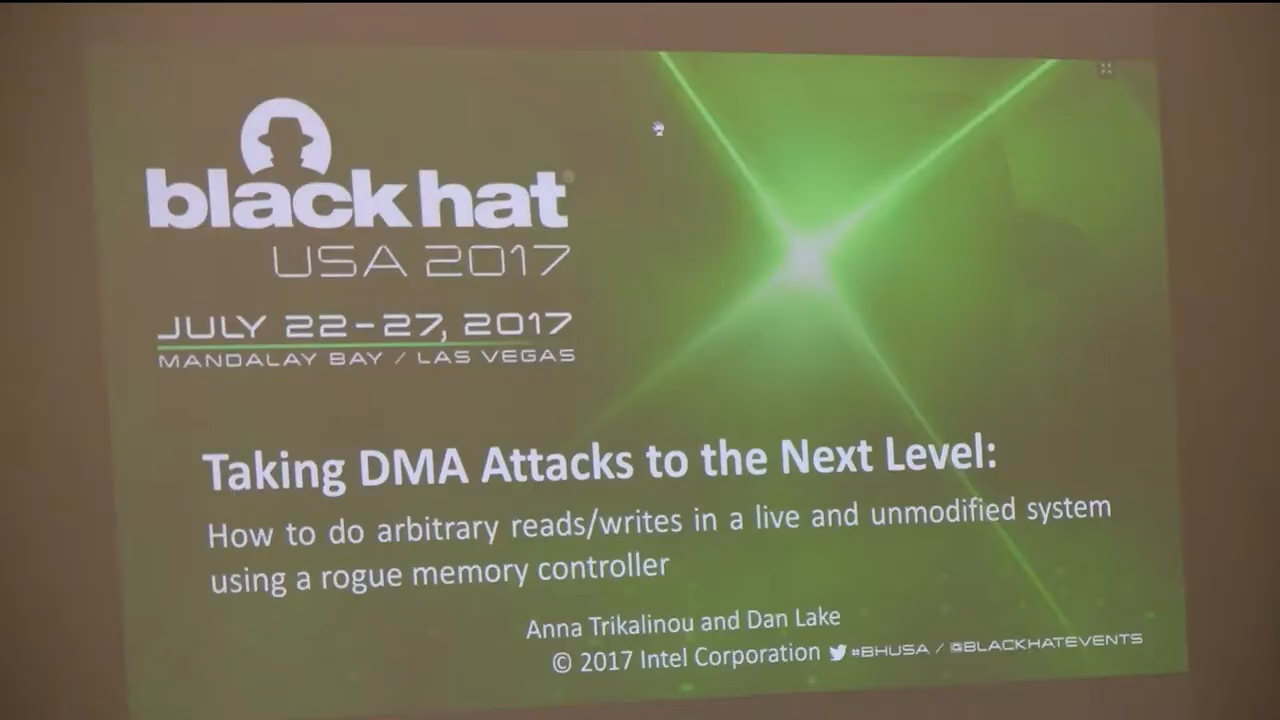 black hat®
USA 2017
JULY 22-27, 2017
MANDALAY BAY / LAS VEGAS
Taking DMA Attacks to the Next Level:
How to do arbitrary reads/writes in a live and unmodified system
using a rogue memory controller
Anna Trikalinou and Dan Lake
© 2017 Intel Corporation #BHUSA / @BLACKHATEVENTS